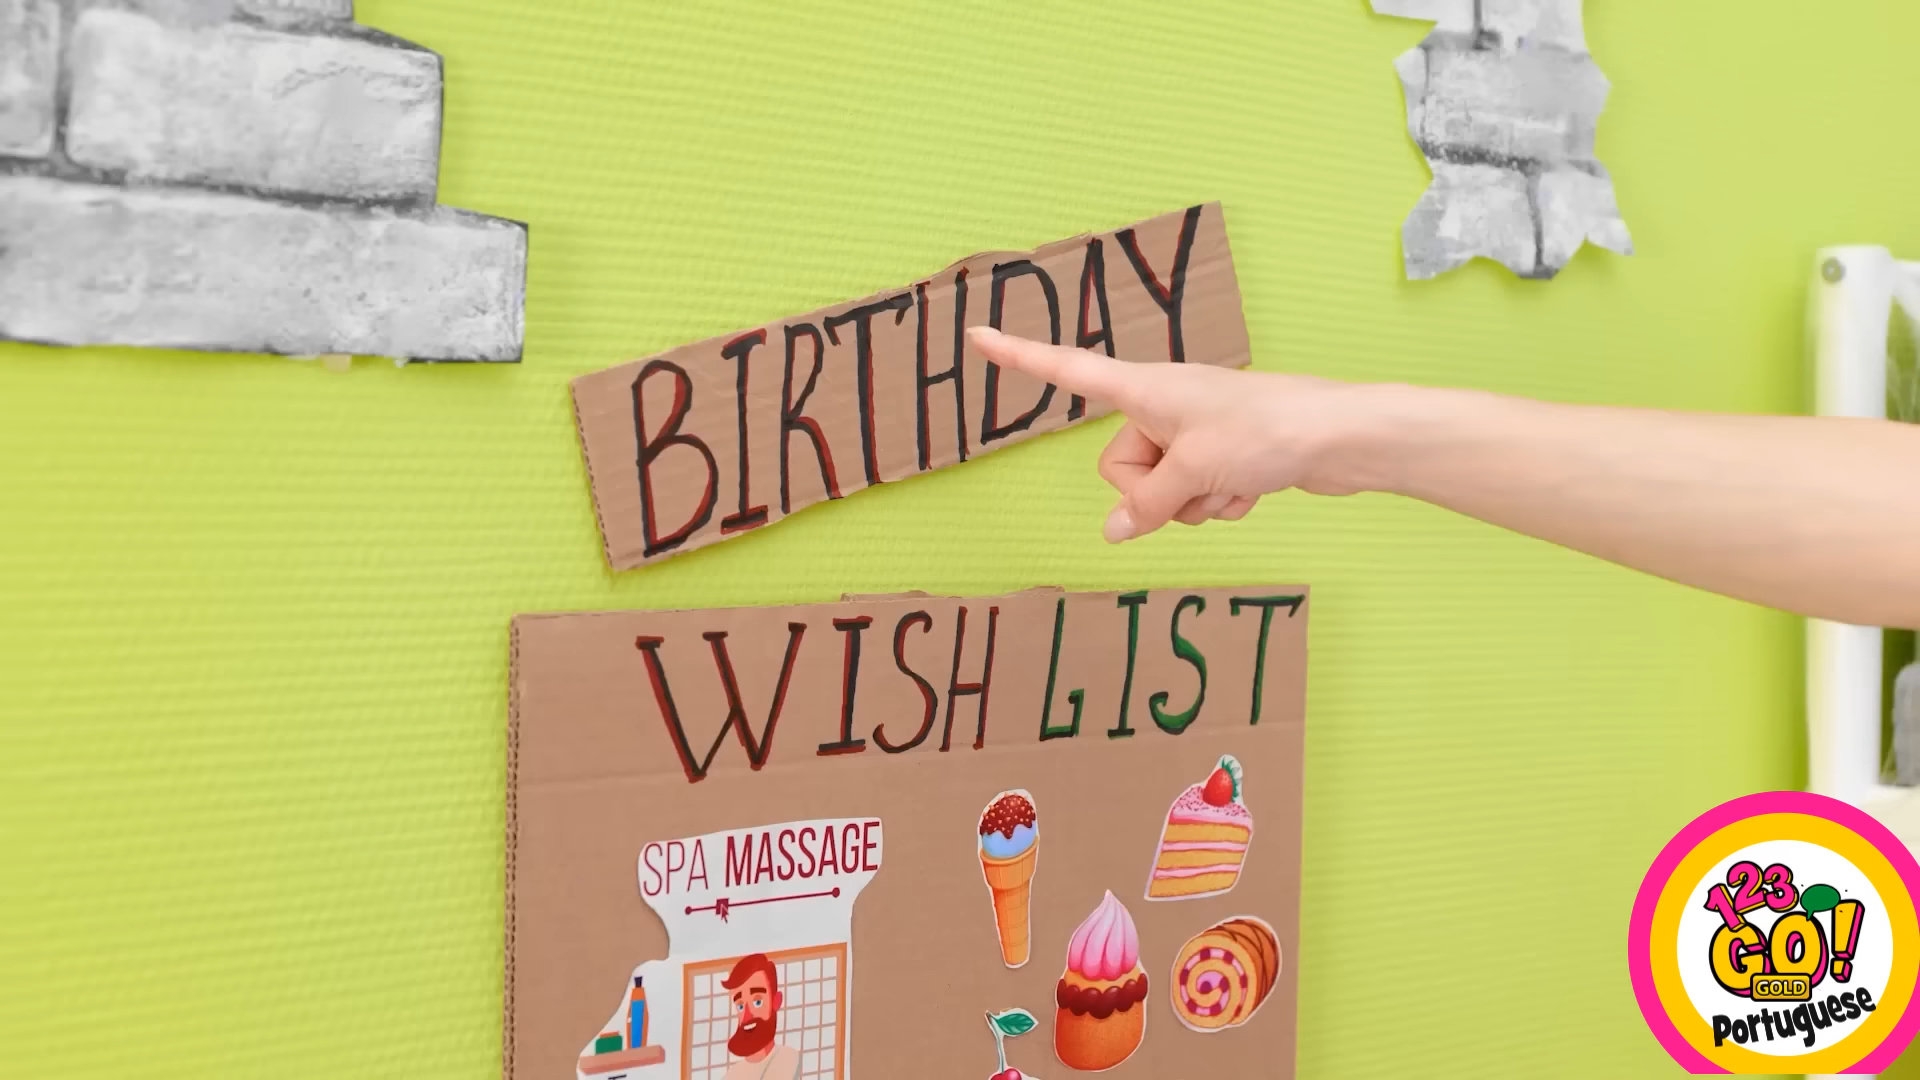 BIRTHDAY
WISH LIST
SPA MASSAGE
123
GO!
GOLD
Portuguese